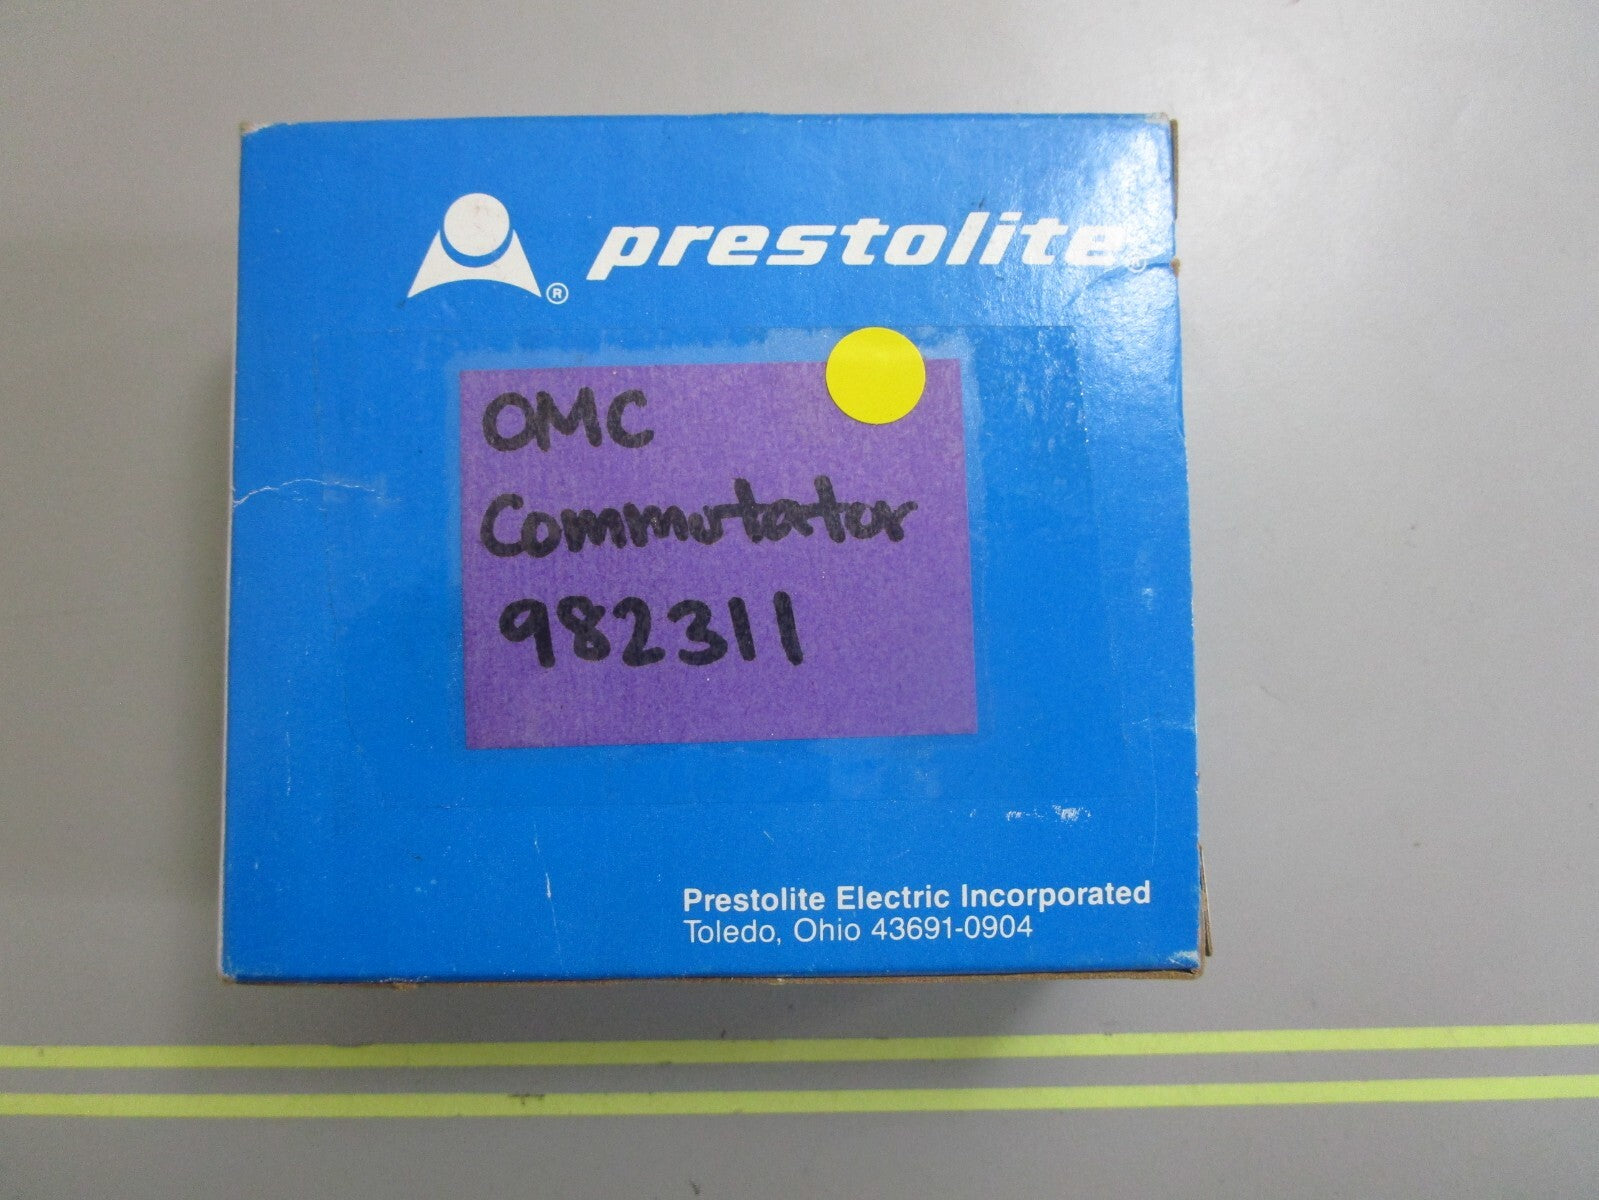 prestolite
OMC
Commutator
982311
Prestolite Electric Incorporated
Toledo, Ohio 43691-0904